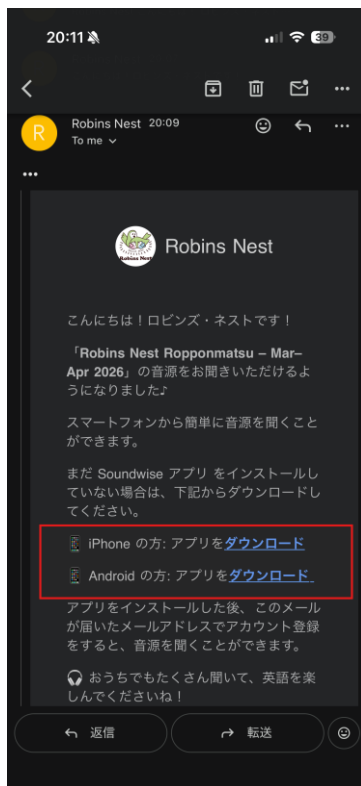 20:11
39
R
Robins Nest 20:09
To me
Robins Nest
Robins Nest
こんにちは！ロビンズ・ネストです！
「Robins Nest Ropponmatsu – Mar–
Apr 2026」の音源をお聞きいただけるよ
うになりました♪
スマートフォンから簡単に音源を聞くこと
ができます。
まだ Soundwise アプリ をインストールし
ていない場合は、下記からダウンロードし
てください。
iPhone の方: アプリをダウンロード
Android の方: アプリをダウンロード
アプリをインストールした後、このメール
が届いたメールアドレスでアカウント登録
をすると、音源を聞くことができます。
🎧 おうちでもたくさん聞いて、英語を楽
しんでくださいね！
返信
転送